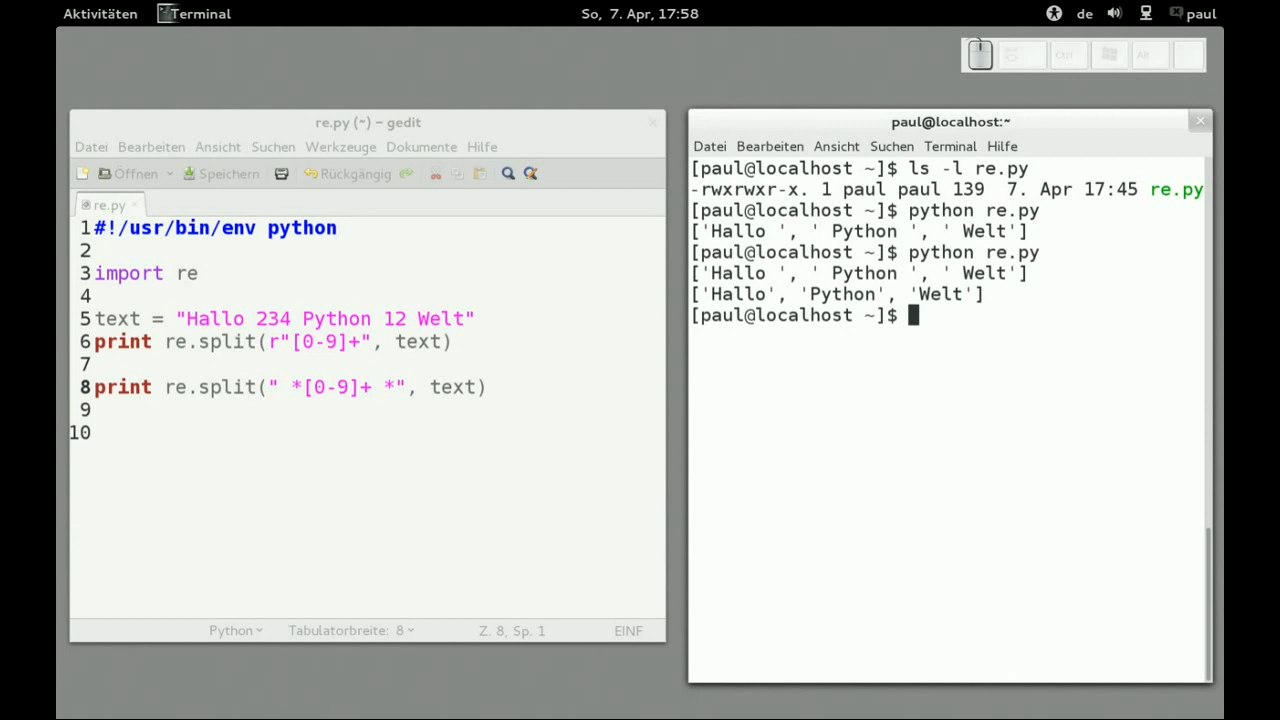 Aktivitäten Terminal So, 7. Apr, 17:58 de paul
Ctrl Alt
re.py (~) – gedit
Datei Bearbeiten Ansicht Suchen Werkzeuge Dokumente Hilfe
Öffnen Speichern Rückgängig
re.py
1 #!/usr/bin/env python
2
3 import re
4
5 text = "Hallo 234 Python 12 Welt"
6 print re.split(r"[0-9]+", text)
7
8 print re.split(" *[0-9]+ *", text)
9
10
Python Tabulatorbreite: 8 Z. 8, Sp. 1 EINF
paul@localhost:~
Datei Bearbeiten Ansicht Suchen Terminal Hilfe
[paul@localhost ~]$ ls -l re.py
-rwxrwxr-x. 1 paul paul 139  7. Apr 17:45 re.py
[paul@localhost ~]$ python re.py
['Hallo ', ' Python ', ' Welt']
[paul@localhost ~]$ python re.py
['Hallo ', ' Python ', ' Welt']
['Hallo', 'Python', 'Welt']
[paul@localhost ~]$